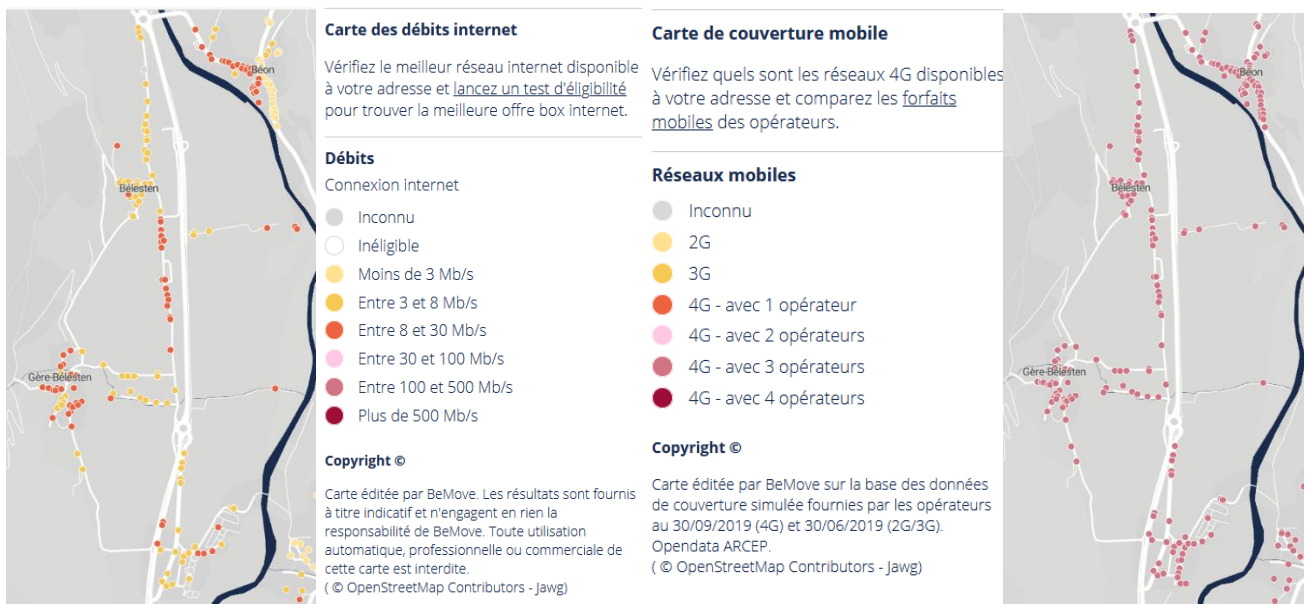 Béon
Bélesten
Gère-Bélesten
Carte des débits internet
Vérifiez le meilleur réseau internet disponible
à votre adresse et lancez un test d'éligibilité
pour trouver la meilleure offre box internet.
Débits
Connexion internet
Inconnu
Inéligible
Moins de 3 Mb/s
Entre 3 et 8 Mb/s
Entre 8 et 30 Mb/s
Entre 30 et 100 Mb/s
Entre 100 et 500 Mb/s
Plus de 500 Mb/s
Copyright ©
Carte éditée par BeMove. Les résultats sont fournis
à titre indicatif et n'engagent en rien la
responsabilité de BeMove. Toute utilisation
automatique, professionnelle ou commerciale de
cette carte est interdite.
( © OpenStreetMap Contributors - Jawg)
Carte de couverture mobile
Vérifiez quels sont les réseaux 4G disponibles
à votre adresse et comparez les forfaits
mobiles des opérateurs.
Réseaux mobiles
Inconnu
2G
3G
4G - avec 1 opérateur
4G - avec 2 opérateurs
4G - avec 3 opérateurs
4G - avec 4 opérateurs
Copyright ©
Carte éditée par BeMove sur la base des données
de couverture simulée fournies par les opérateurs
au 30/09/2019 (4G) et 30/06/2019 (2G/3G).
Opendata ARCEP.
( © OpenStreetMap Contributors - Jawg)
Béon
Bélesten
Gère-Bélesten